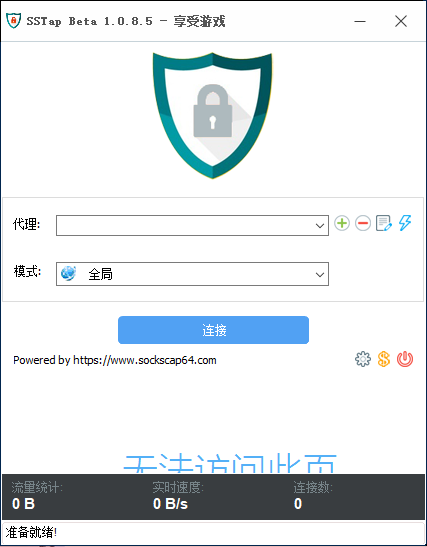 SSTap Beta 1.0.8.5 - 享受游戏
代理:
模式: 全局
连接
Powered by https://www.sockscap64.com
无法访问此页
流量统计: 实时速度: 连接数:
0 B 0 B/s 0
准备就绪!